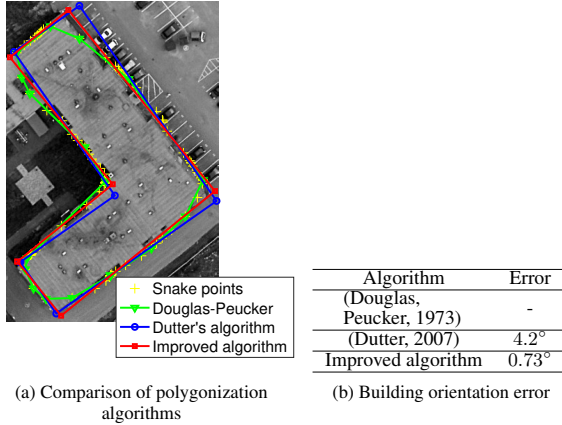 Snake points
Douglas-Peucker
Dutter's algorithm
Improved algorithm
(a) Comparison of polygonization
algorithms
Algorithm Error
(Douglas,
Peucker, 1973) -
(Dutter, 2007) 4.2°
Improved algorithm 0.73°
(b) Building orientation error